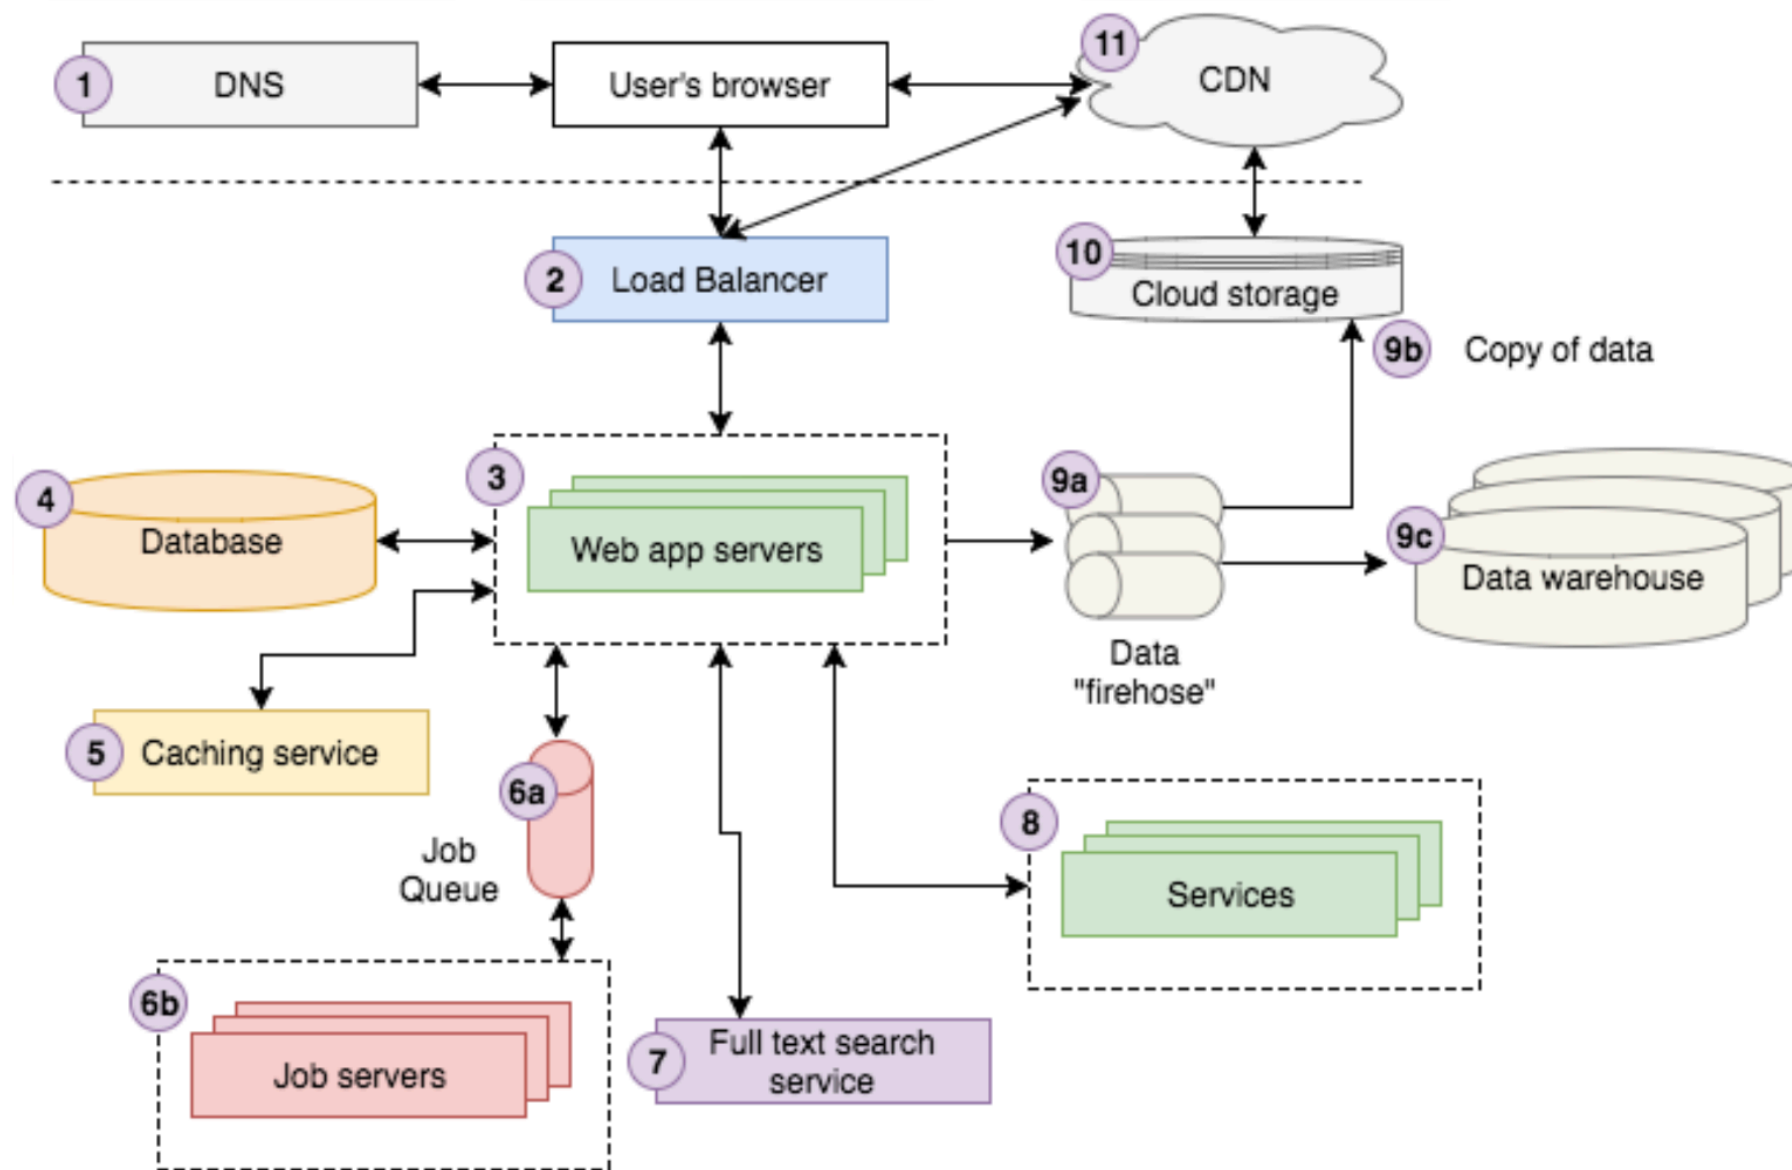 1
DNS
User's browser
11
CDN
2
Load Balancer
10
Cloud storage
9b
Copy of data
3
Web app servers
4
Database
9a
Data
"firehose"
9c
Data warehouse
5
Caching service
6a
Job
Queue
8
Services
6b
Job servers
7
Full text search
service